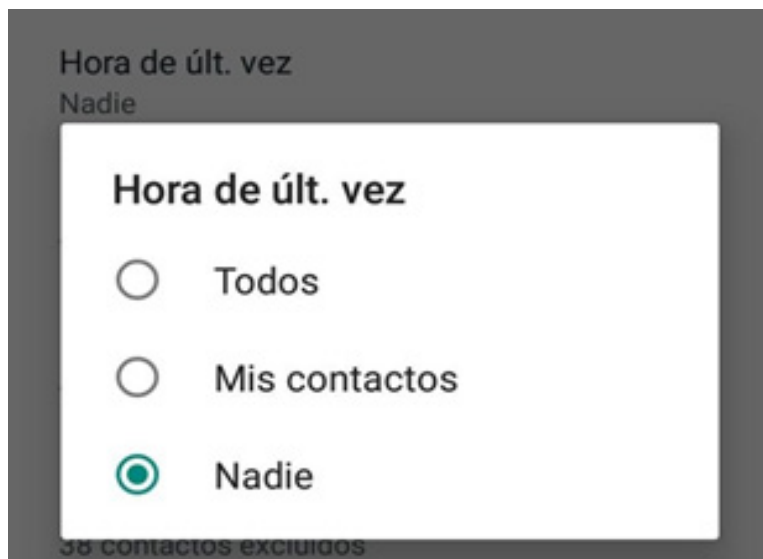 Hora de últ. vez
Nadie
Hora de últ. vez
Todos
Mis contactos
Nadie
38 contactos excluidos